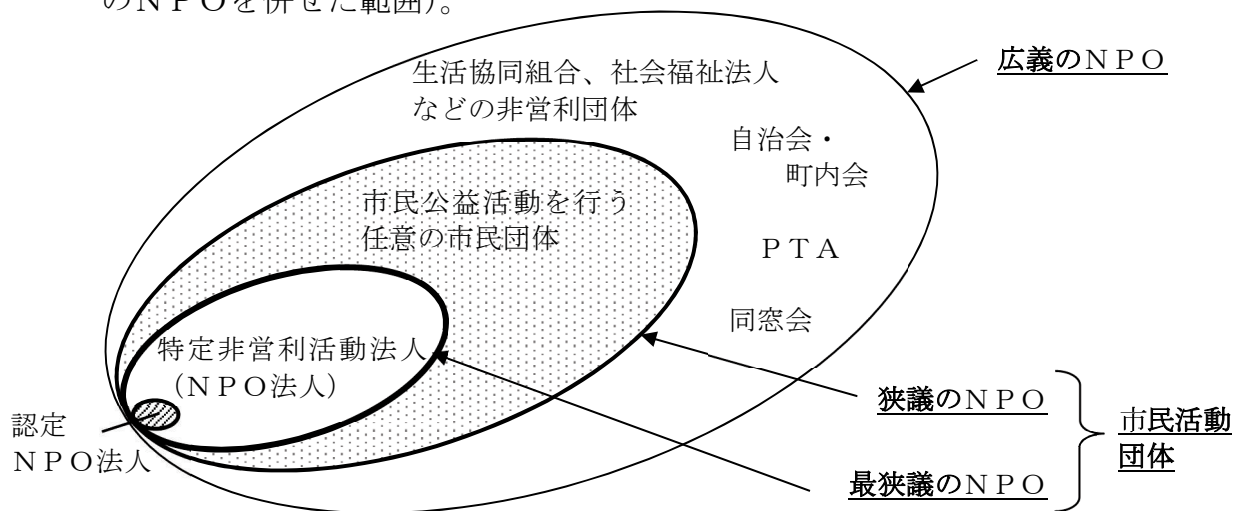 のＮＰＯを併せた範囲）。
広義のＮＰＯ
生活協同組合、社会福祉法人
などの非営利団体
自治会・
町内会
市民公益活動を行う
任意の市民団体
ＰＴＡ
同窓会
特定非営利活動法人
（ＮＰＯ法人）
狭議のＮＰＯ
市民活動
団体
認定
ＮＰＯ法人
最狭議のＮＰＯ